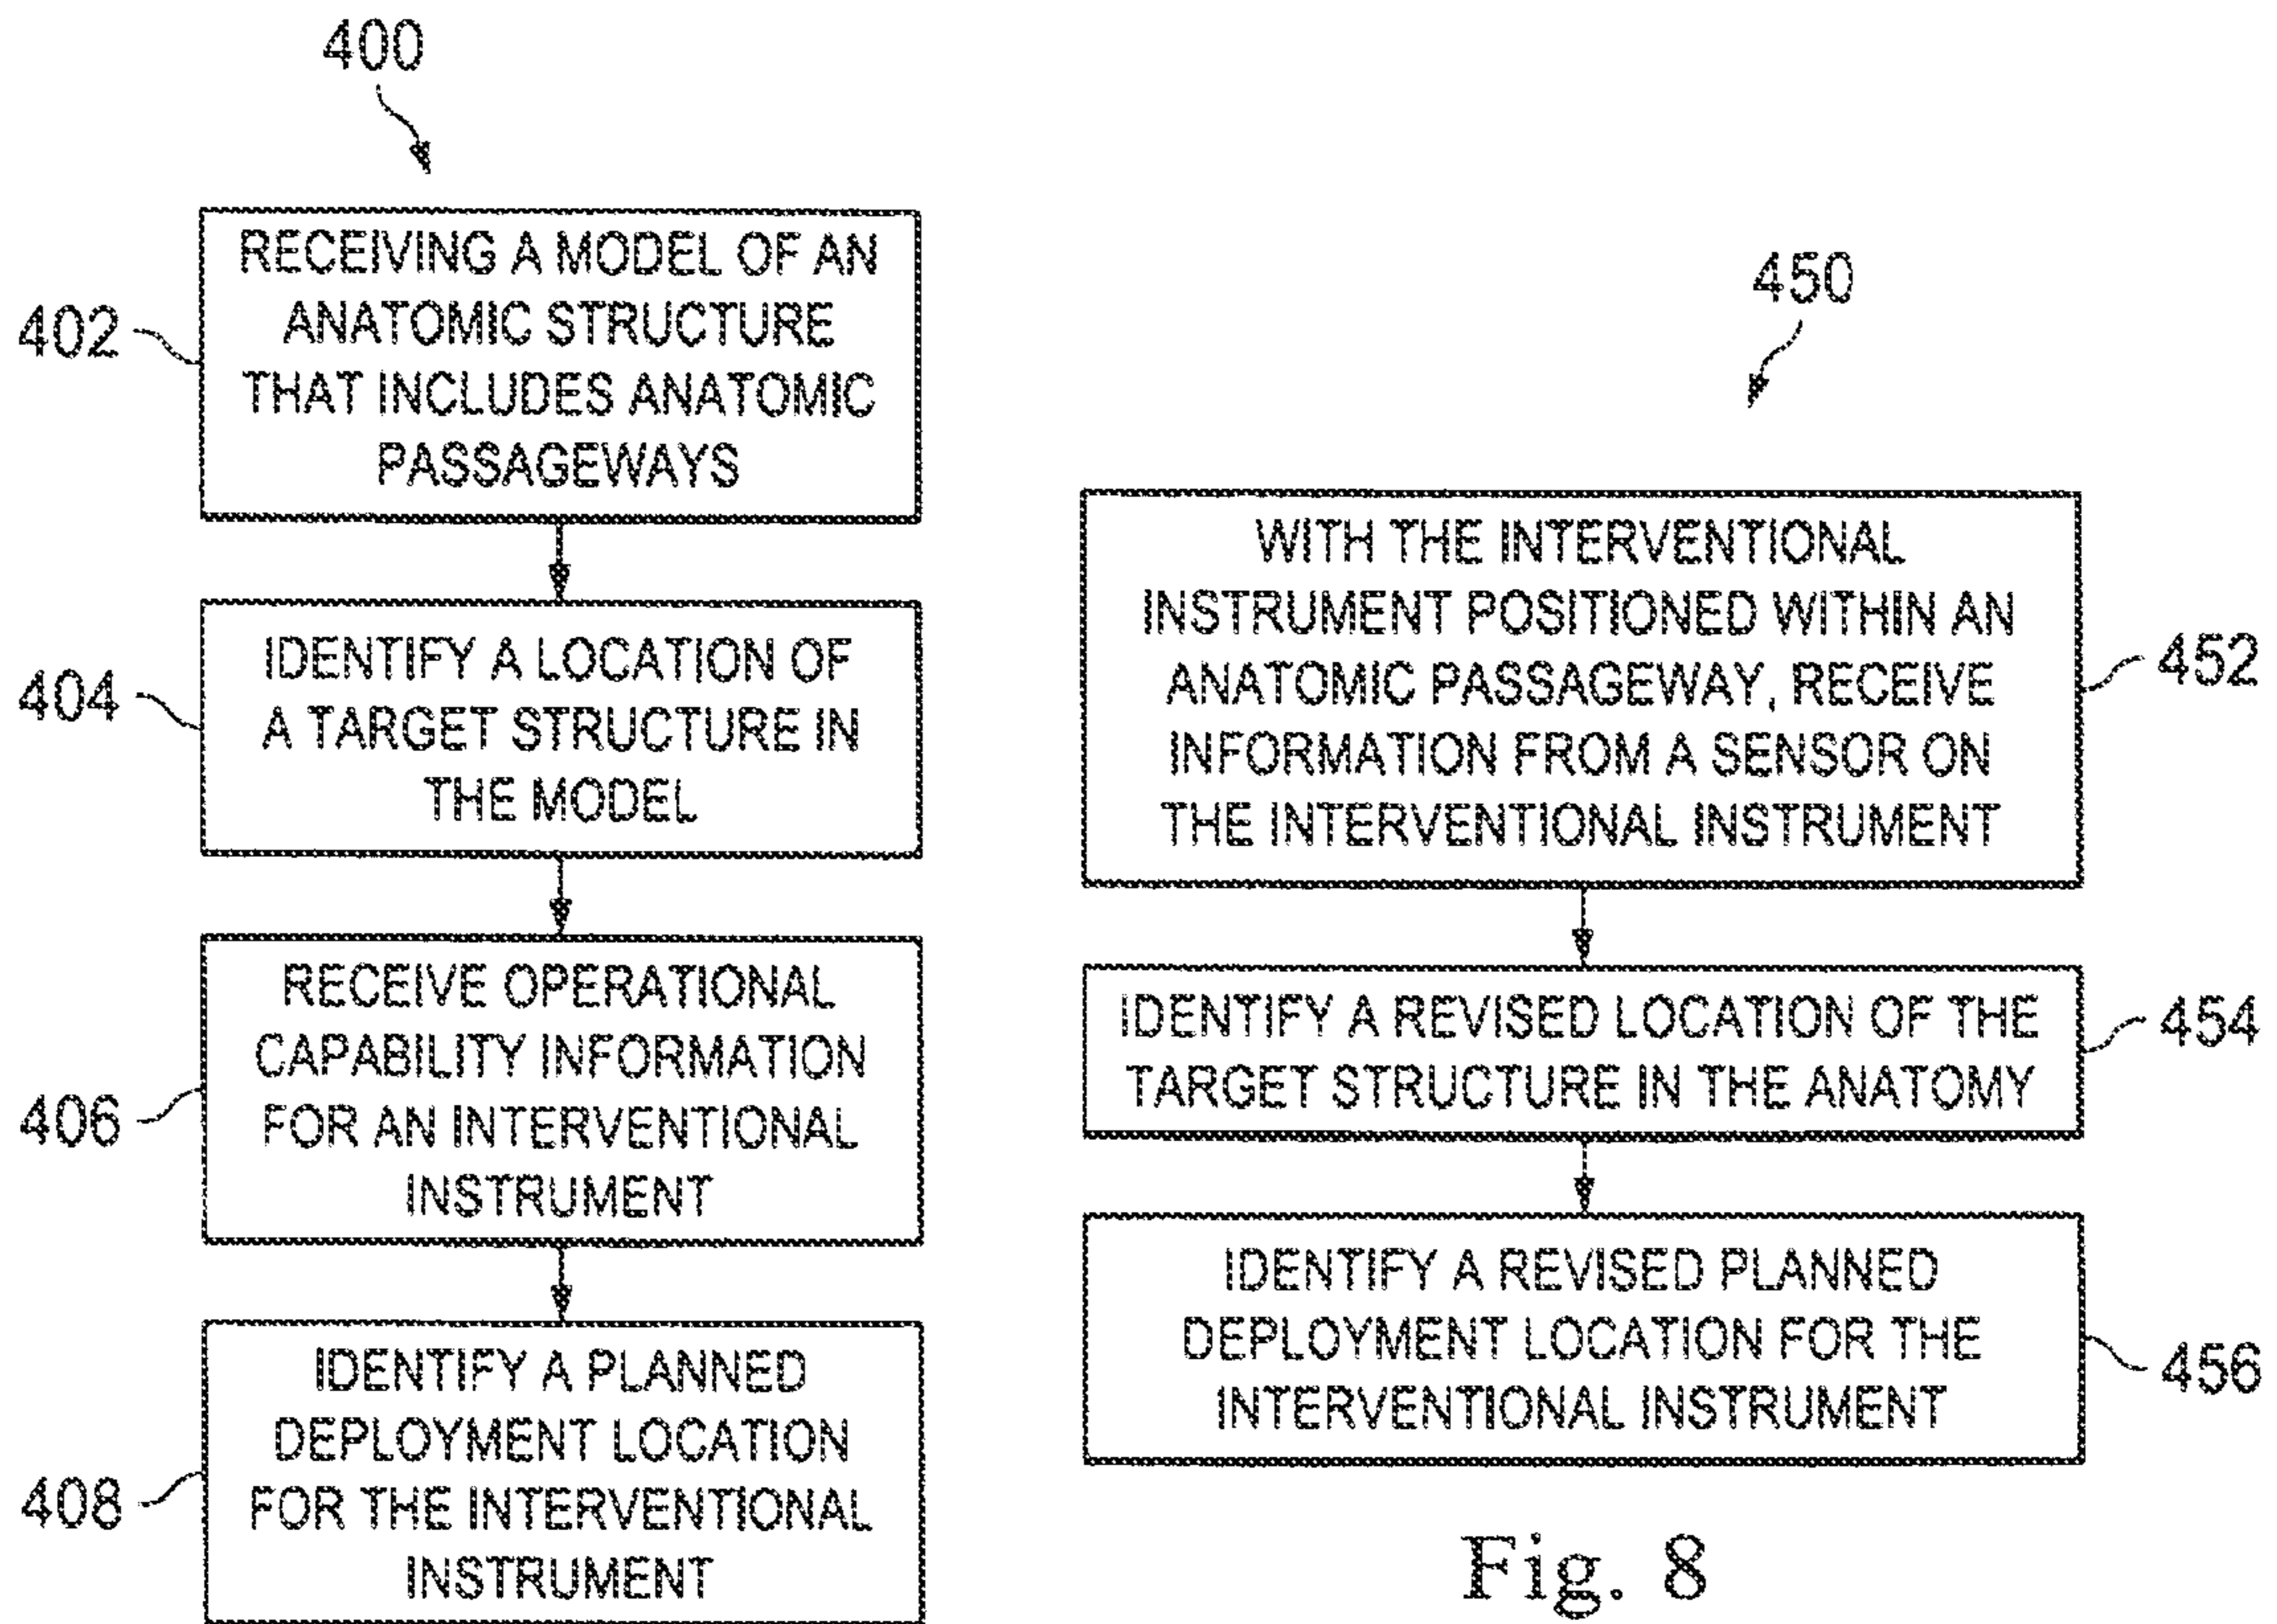 400
402
RECEIVING A MODEL OF AN
ANATOMIC STRUCTURE
THAT INCLUDES ANATOMIC
PASSAGEWAYS
404
IDENTIFY A LOCATION OF
A TARGET STRUCTURE IN
THE MODEL
406
RECEIVE OPERATIONAL
CAPABILITY INFORMATION
FOR AN INTERVENTIONAL
INSTRUMENT
408
IDENTIFY A PLANNED
DEPLOYMENT LOCATION
FOR THE INTERVENTIONAL
INSTRUMENT
450
WITH THE INTERVENTIONAL
INSTRUMENT POSITIONED WITHIN AN
ANATOMIC PASSAGEWAY, RECEIVE
INFORMATION FROM A SENSOR ON
THE INTERVENTIONAL INSTRUMENT
452
IDENTIFY A REVISED LOCATION OF THE
TARGET STRUCTURE IN THE ANATOMY
454
IDENTIFY A REVISED PLANNED
DEPLOYMENT LOCATION FOR THE
INTERVENTIONAL INSTRUMENT
456
Fig. 8